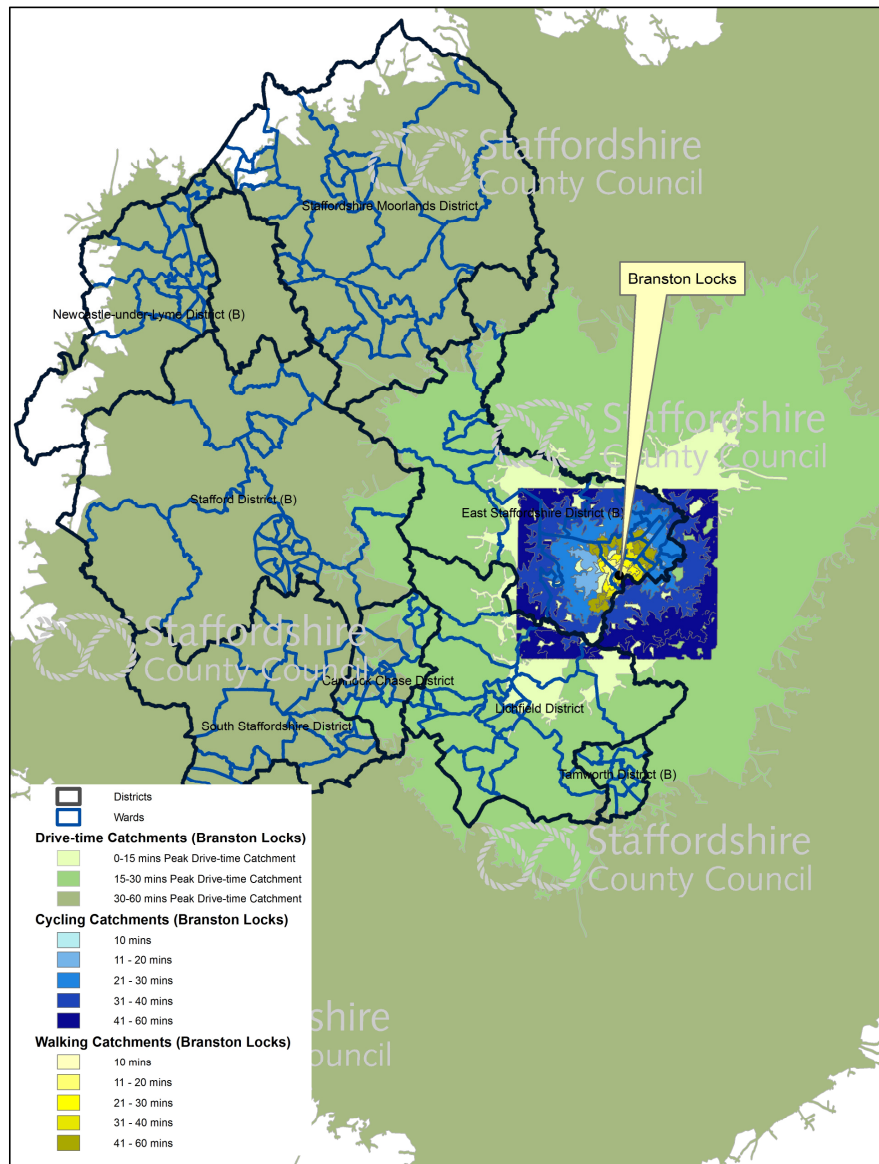 Staffordshire
County Council
Staffordshire Moorlands District
Branston Locks
Newcastle-under-Lyme District (B)
Staffordshire
County Council
Stafford District (B)
East Staffordshire District (B)
Staffordshire
County Council
Cannock Chase District
Lichfield District
South Staffordshire District
Tamworth District (B)
Staffordshire
County Council
Districts
Wards
Drive-time Catchments (Branston Locks)
0-15 mins Peak Drive-time Catchment
15-30 mins Peak Drive-time Catchment
30-60 mins Peak Drive-time Catchment
Cycling Catchments (Branston Locks)
10 mins
11 - 20 mins
21 - 30 mins
31 - 40 mins
41 - 60 mins
shire
ouncil
Walking Catchments (Branston Locks)
10 mins
11 - 20 mins
21 - 30 mins
31 - 40 mins
41 - 60 mins